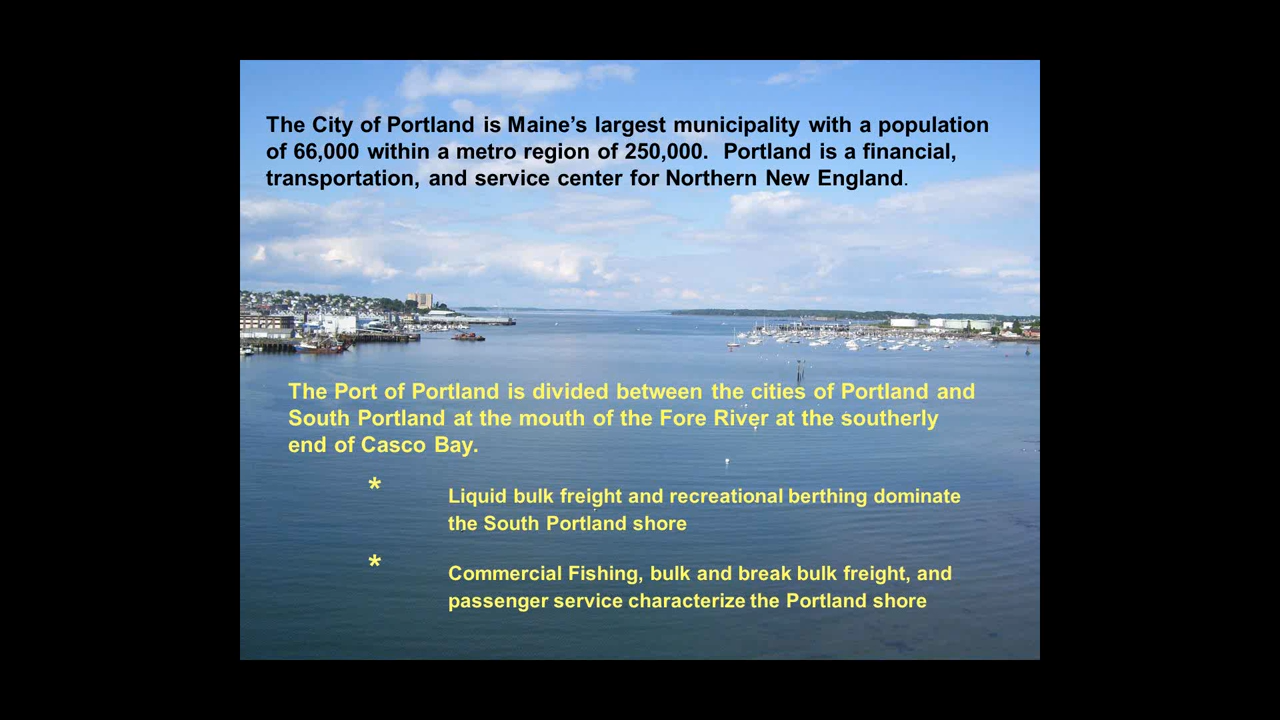 The City of Portland is Maine’s largest municipality with a population
of 66,000 within a metro region of 250,000.  Portland is a financial,
transportation, and service center for Northern New England.
The Port of Portland is divided between the cities of Portland and
South Portland at the mouth of the Fore River at the southerly
end of Casco Bay.
* Liquid bulk freight and recreational berthing dominate
the South Portland shore
* Commercial Fishing, bulk and break bulk freight, and
passenger service characterize the Portland shore